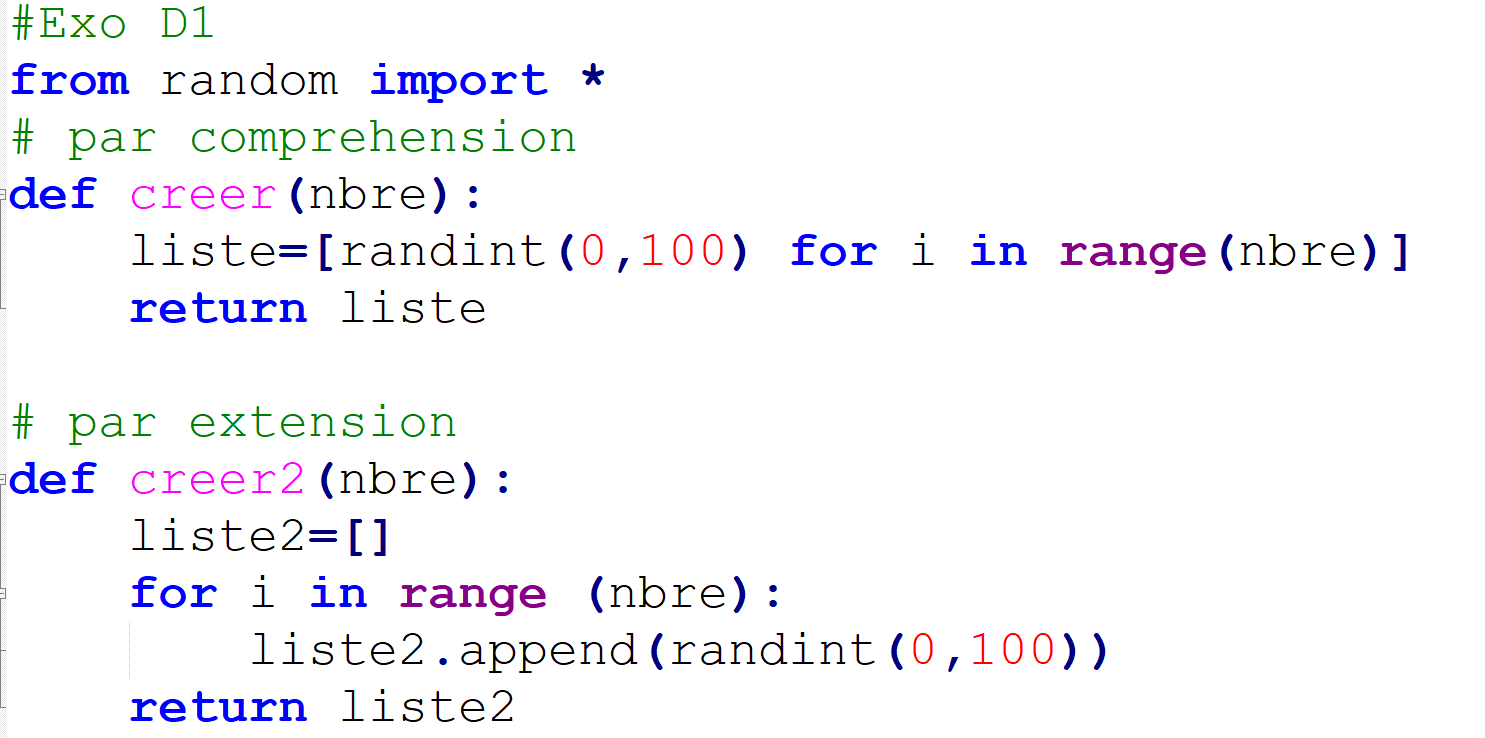 #Exo D1
from random import *
# par comprehension
def creer(nbre):
    liste=[randint(0,100) for i in range(nbre)]
    return liste

# par extension
def creer2(nbre):
    liste2=[]
    for i in range (nbre):
        liste2.append(randint(0,100))
    return liste2